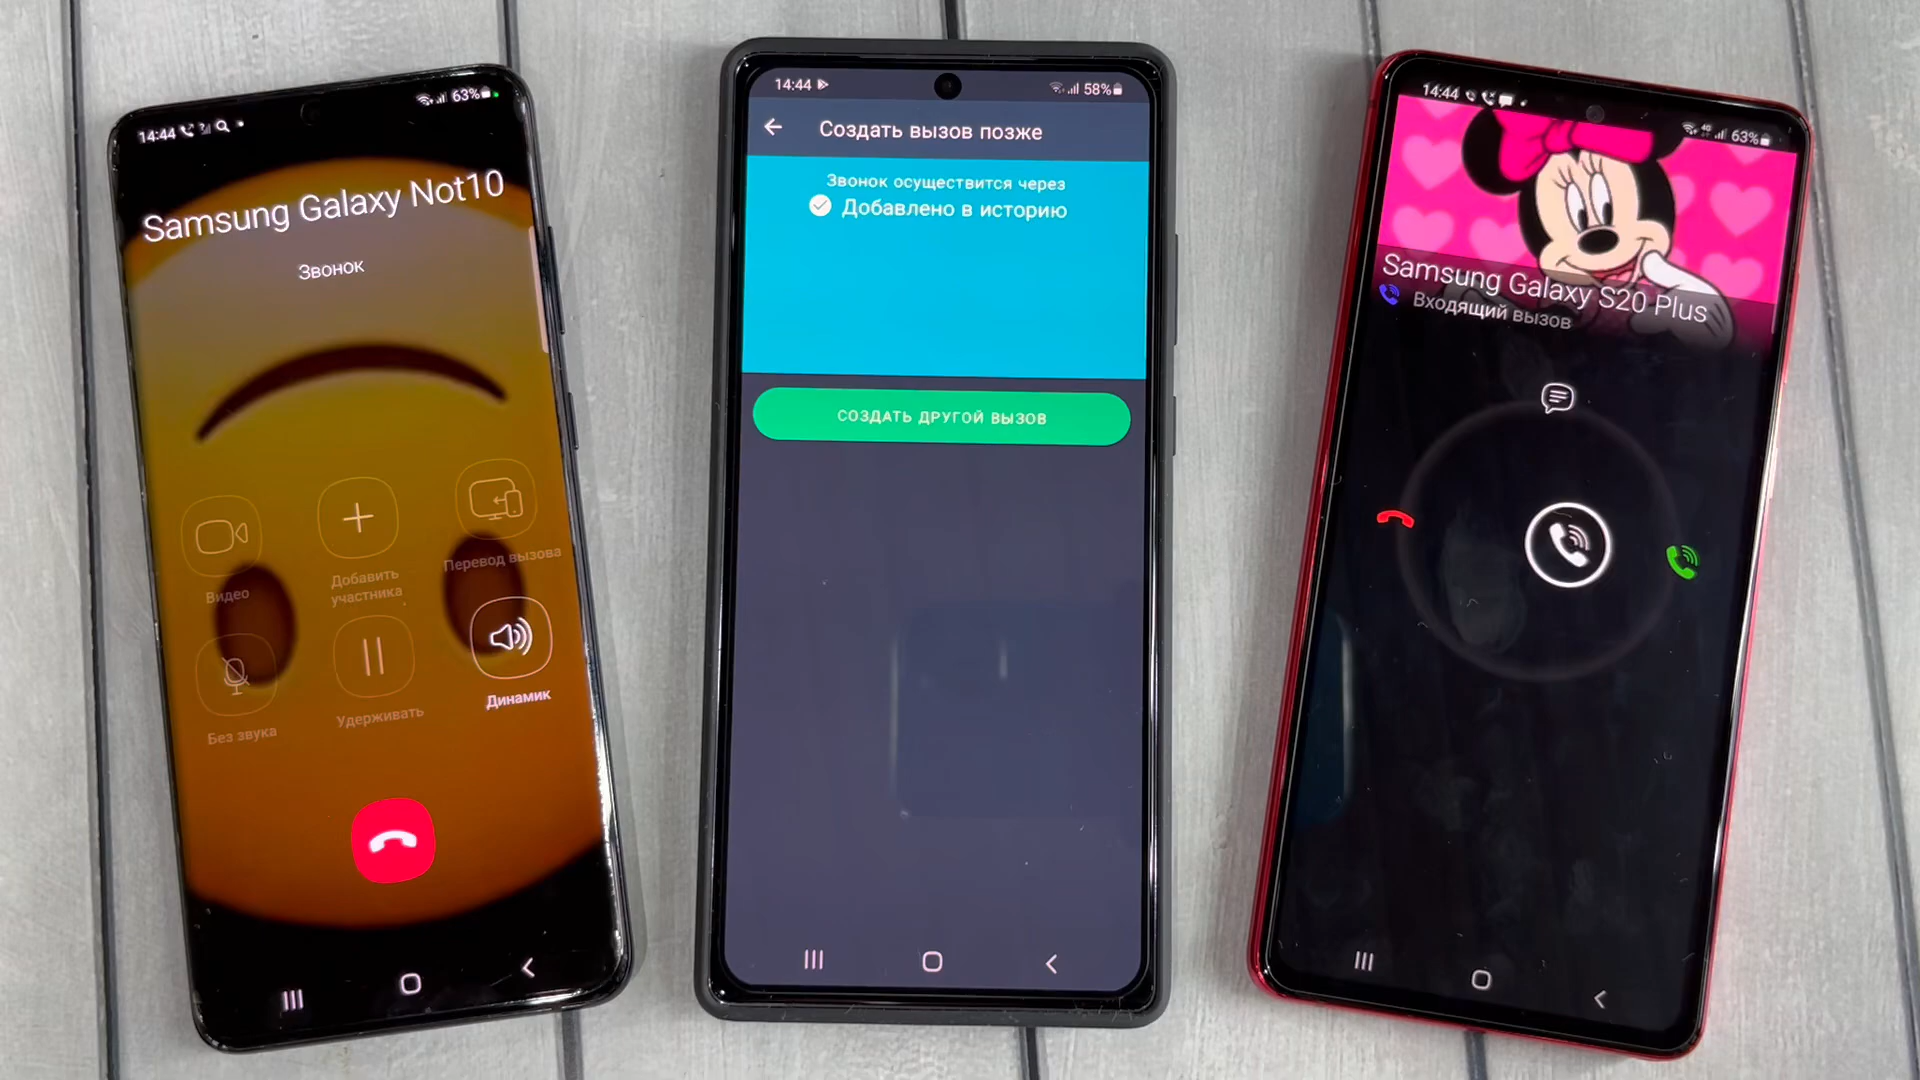 14:44
63%
Samsung Galaxy Not10
Звонок
Видео
Добавить
участника
Перевод вызова
Без звука
Удерживать
Динамик
14:44
58%
Создать вызов позже
Звонок осуществится через
Добавлено в историю
СОЗДАТЬ ДРУГОЙ ВЫЗОВ
14:44
4G
63%
Samsung Galaxy S20 Plus
Входящий вызов